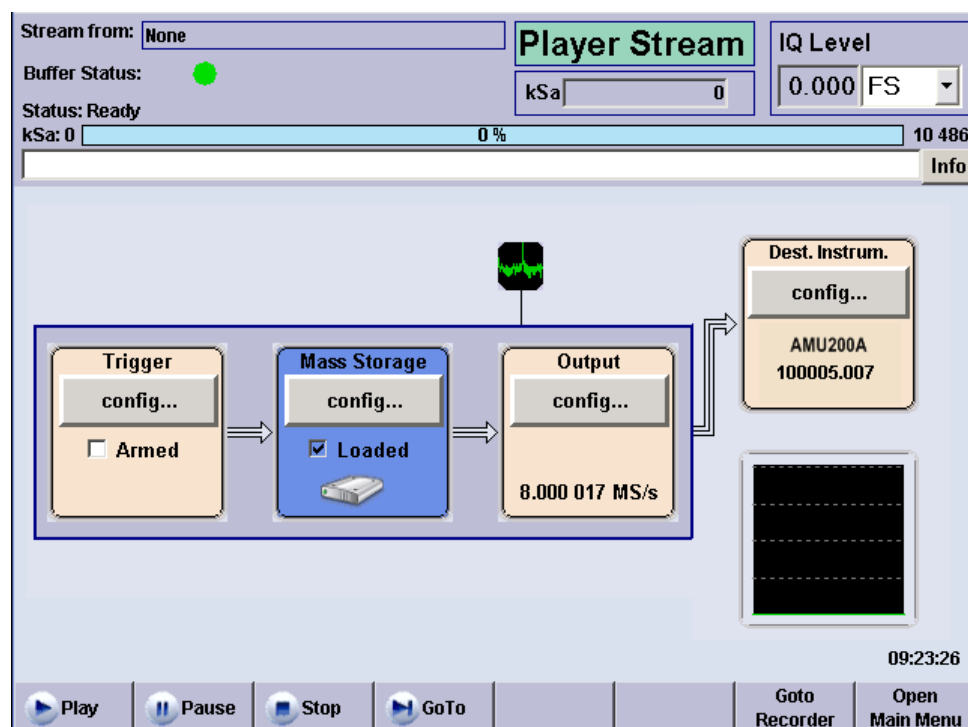 Stream from: None
Player Stream
IQ Level
Buffer Status:
kSa 0
0.000 FS
Status: Ready
kSa: 0 0 % 10 486
Info
Dest. Instrum.
config...
AMU200A
100005.007
Trigger
config...
Armed
Mass Storage
config...
Loaded
Output
config...
8.000 017 MS/s
09:23:26
Play
Pause
Stop
GoTo
Goto
Recorder
Open
Main Menu